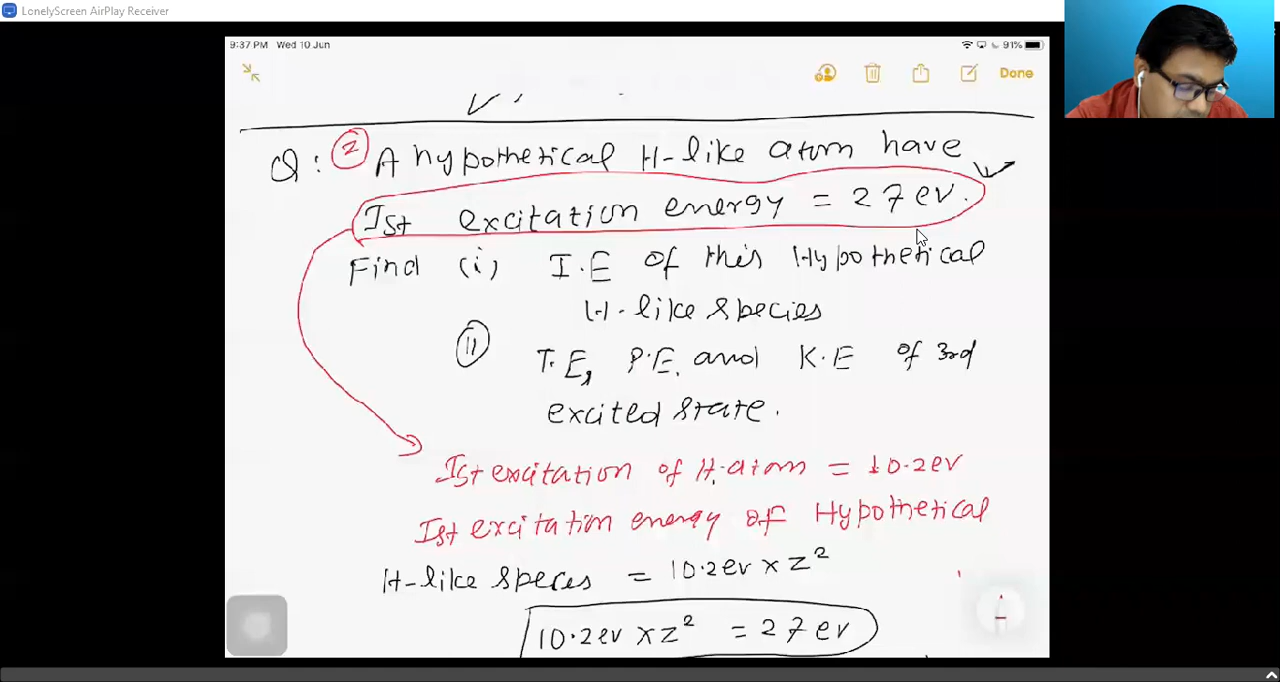 LonelyScreen AirPlay Receiver
9:37 PM Wed 10 Jun
91%
Done
Q: 2 A hypothetical H-like atom have
Ist excitation energy = 27 ev.
Find (i) I.E of this Hypothetical
H-like species
(11) T.E, P.E. and K.E of 3rd
excited state.
Ist excitation of H-atom = 10.2 ev
Ist excitation energy of Hypothetical
H-like speces = 10.2 ev x z²
10.2 ev x z² = 27 ev